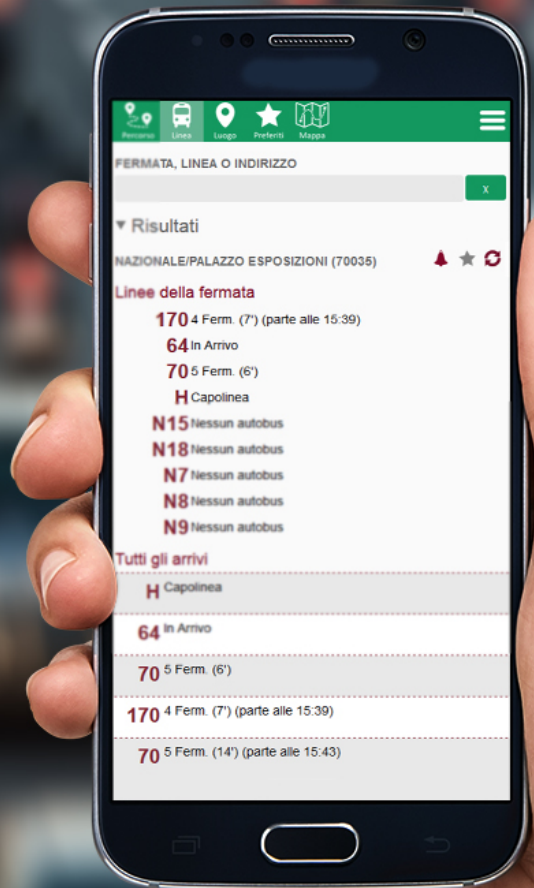 Percorso Linea Luogo Preferiti Mappa
FERMATA, LINEA O INDIRIZZO
x
▼ Risultati
NAZIONALE/PALAZZO ESPOSIZIONI (70035)
Linee della fermata
170 4 Ferm. (7') (parte alle 15:39)
64 In Arrivo
70 5 Ferm. (6')
H Capolinea
N15 Nessun autobus
N18 Nessun autobus
N7 Nessun autobus
N8 Nessun autobus
N9 Nessun autobus
Tutti gli arrivi
H Capolinea
64 In Arrivo
70 5 Ferm. (6')
170 4 Ferm. (7') (parte alle 15:39)
70 5 Ferm. (14') (parte alle 15:43)